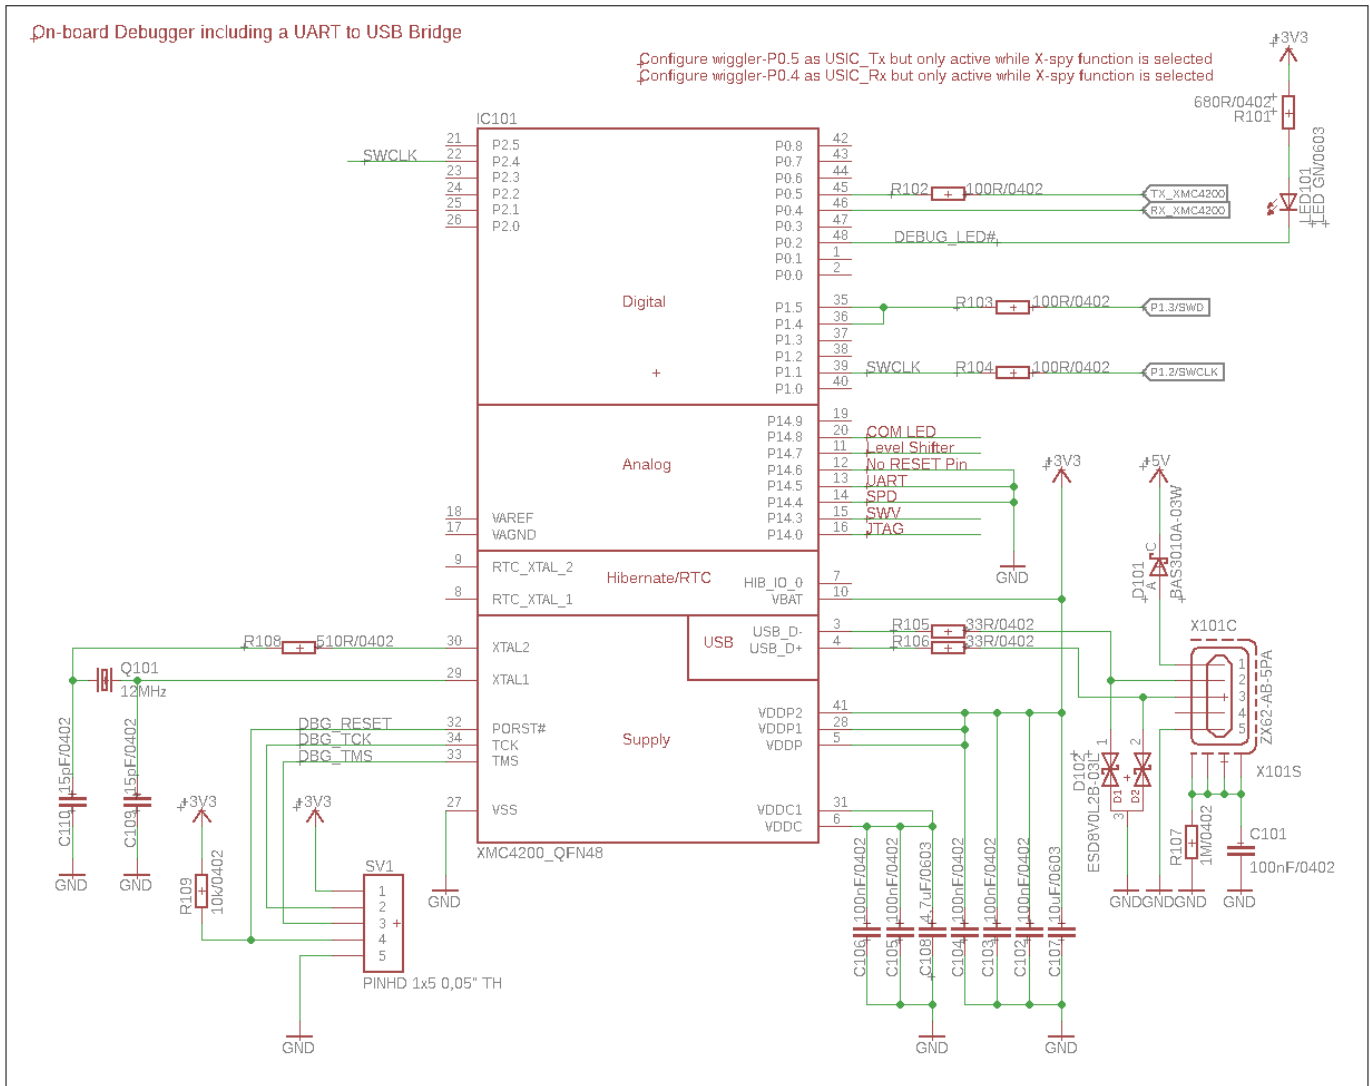 On-board Debugger including a UART to USB Bridge
Configure wiggler-P0.5 as USIC_Tx but only active while X-spy function is selected
Configure wiggler-P0.4 as USIC_Rx but only active while X-spy function is selected
+3V3
680R/0402
R101
LED101
LED GN/0603
IC101
21 P2.5
SWCLK 22 P2.4
23 P2.3
24 P2.2
25 P2.1
26 P2.0
P0.8 42
P0.7 43
P0.6 44
P0.5 45 R102 100R/0402 TX_XMC4200
P0.4 46 RX_XMC4200
P0.3 47
P0.2 48 DEBUG_LED#
P0.1 1
P0.0 2
Digital
P1.5 35 R103 100R/0402 P1.3/SWD
P1.4 36
P1.3 37
P1.2 38
P1.1 39 SWCLK R104 100R/0402 P1.2/SWCLK
P1.0 40
P14.9 19
P14.8 20 COM LED
P14.7 11 Level Shifter
P14.6 12 No RESET Pin
P14.5 13 UART
P14.4 14 SPD
P14.3 15 SWV
P14.0 16 JTAG
Analog
18 VAREF
17 VAGND
GND
+3V3
+5V
D101
A
C
BAS3010A-03W
9 RTC_XTAL_2
8 RTC_XTAL_1
Hibernate/RTC
HIB_IO_0 7
VBAT 10
USB
USB_D- 3 R105 33R/0402
USB_D+ 4 R106 33R/0402
X101C
1
2
3
4
5
ZX62-AB-5PA
X101S
R108 510R/0402 30 XTAL2
Q101
12MHz
29 XTAL1
DBG_RESET 32 PORST#
DBG_TCK 34 TCK
DBG_TMS 33 TMS
Supply
VDDP2 41
VDDP1 28
VDDP 5
27 VSS
VDDC1 31
VDDC 6
XMC4200_QFN48
C110 15pF/0402
C109 15pF/0402
GND
GND
+3V3
R109
10k/0402
+3V3
SV1
1
2
3
4
5
PINHD 1x5 0,05" TH
GND
GND
C106 100nF/0402
C105 100nF/0402
C108 4,7uF/0603
C104 100nF/0402
C103 100nF/0402
C102 100nF/0402
C107 10uF/0603
GND
GND
D102
ESD8V0L2B-03L
1
2
D1
D2
3
R107
1M/0402
C101
100nF/0402
GND
GND
GND
GND